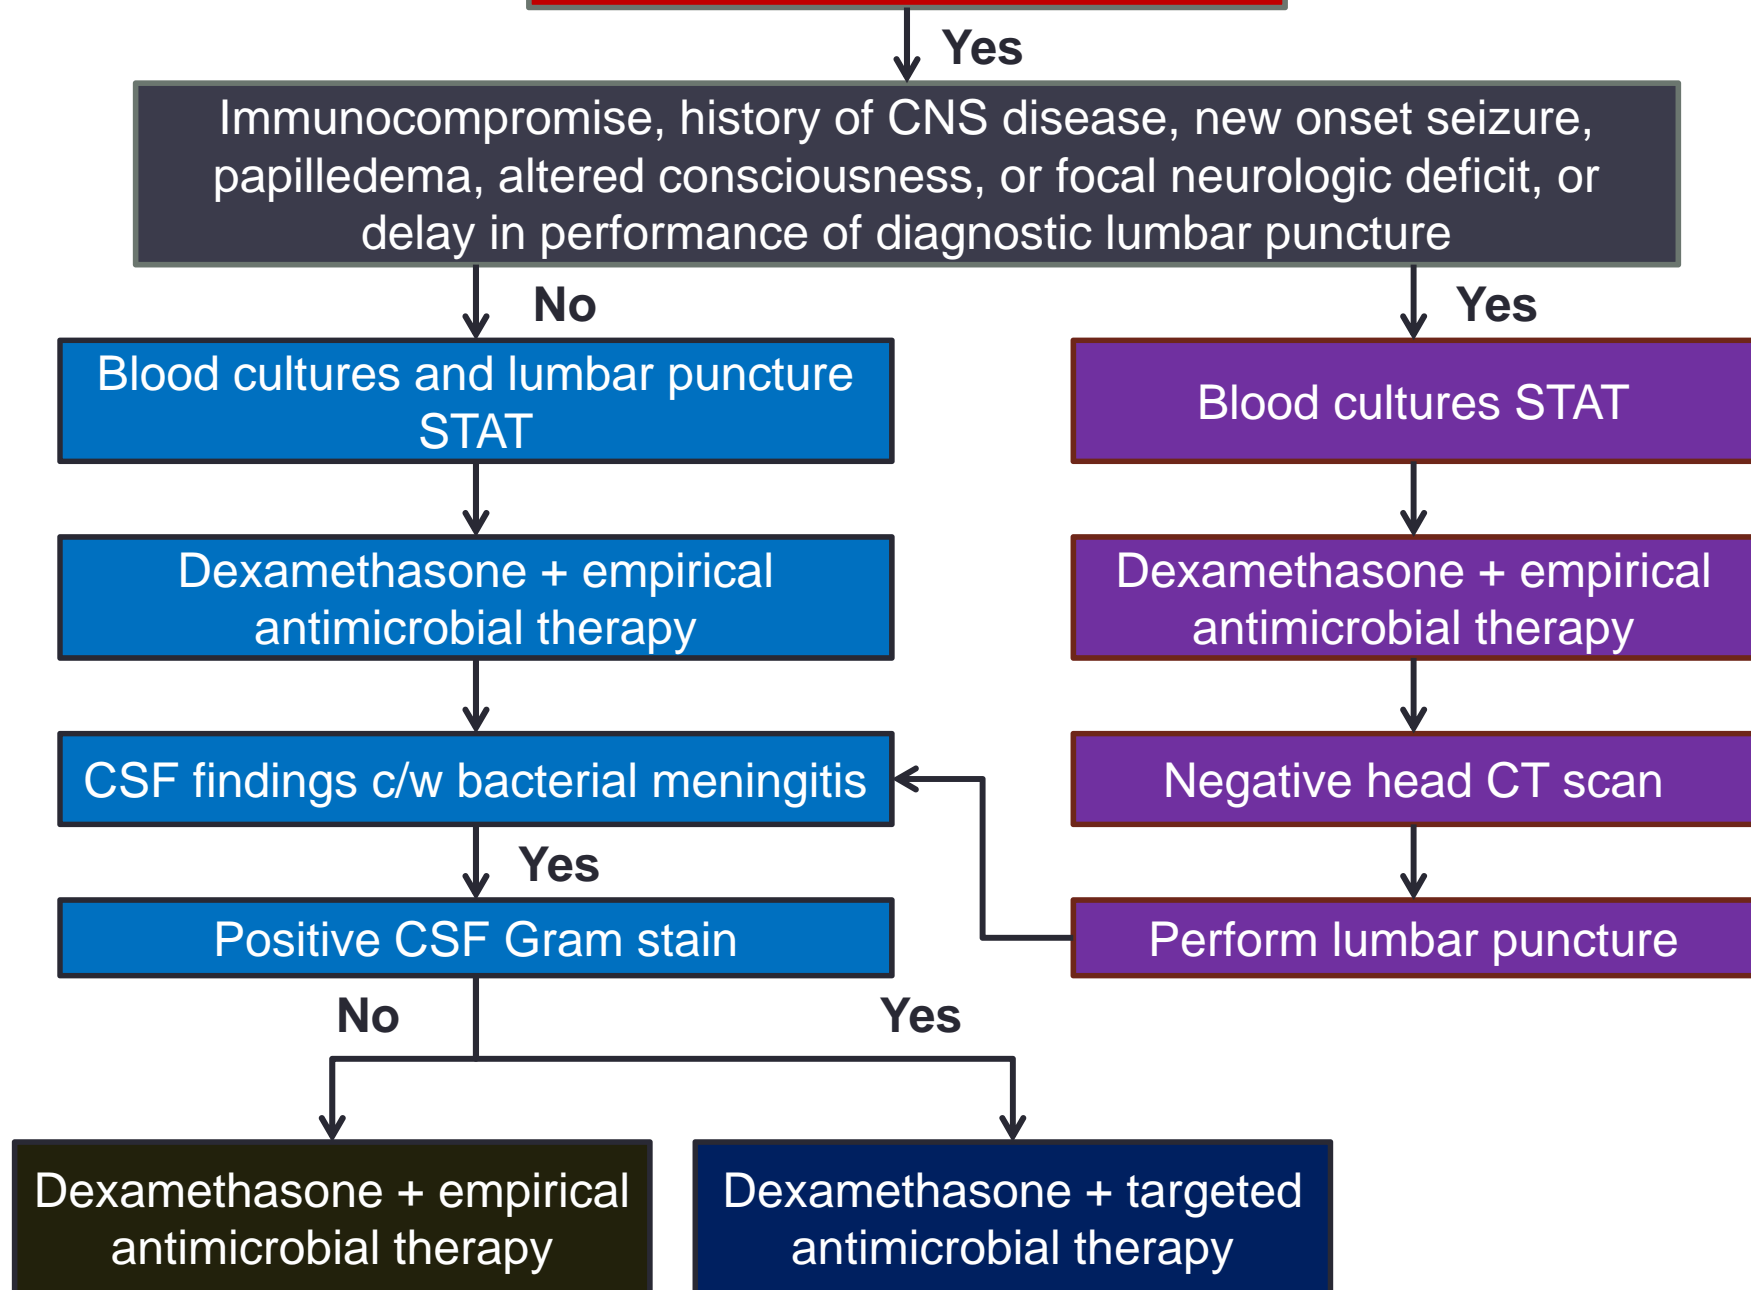 Yes
Immunocompromise, history of CNS disease, new onset seizure,
papilledema, altered consciousness, or focal neurologic deficit, or
delay in performance of diagnostic lumbar puncture
No
Yes
Blood cultures and lumbar puncture
STAT
Blood cultures STAT
Dexamethasone + empirical
antimicrobial therapy
Dexamethasone + empirical
antimicrobial therapy
CSF findings c/w bacterial meningitis
Negative head CT scan
Yes
Positive CSF Gram stain
Perform lumbar puncture
No
Yes
Dexamethasone + empirical
antimicrobial therapy
Dexamethasone + targeted
antimicrobial therapy